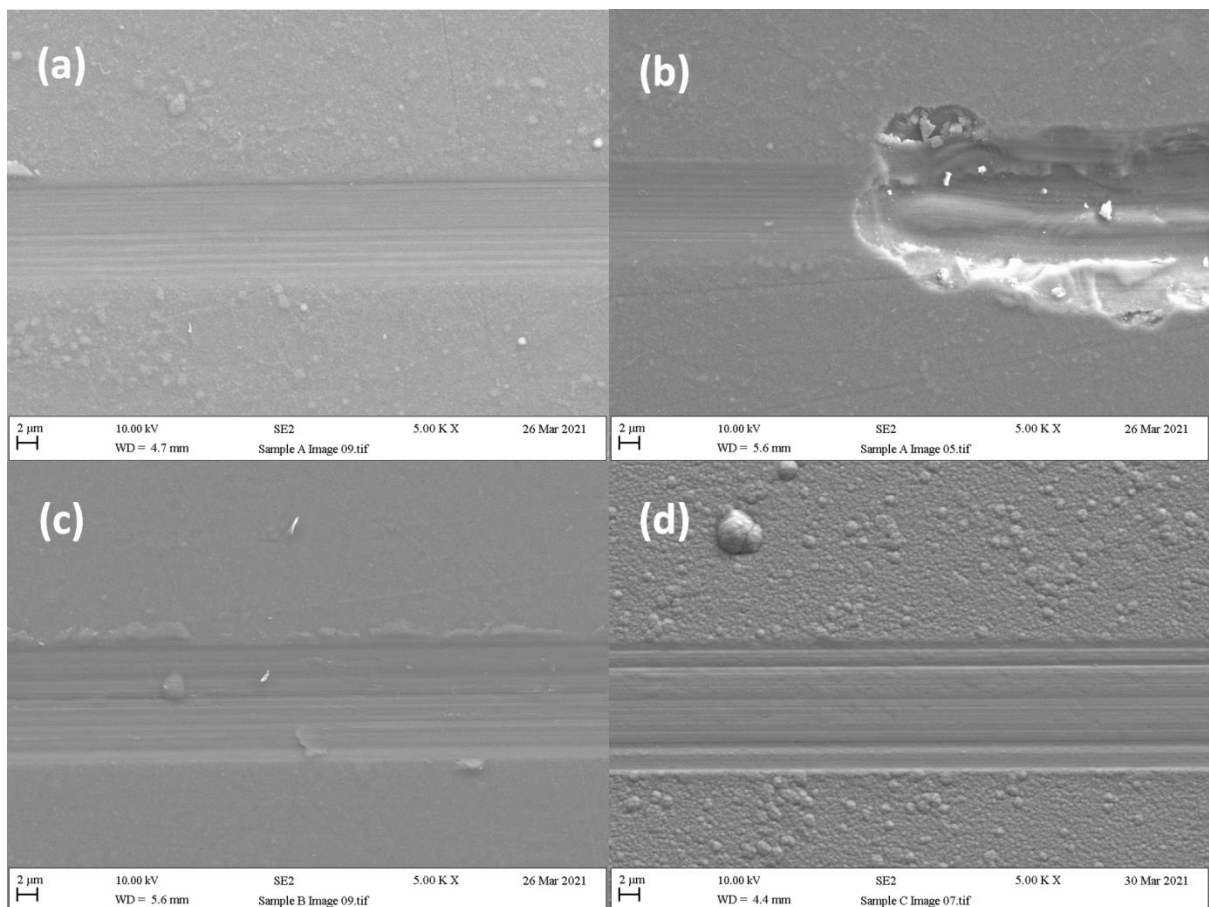 (a)
2 µm 10.00 kV SE2 5.00 K X 26 Mar 2021
WD = 4.7 mm Sample A Image 09.tif
(b)
2 µm 10.00 kV SE2 5.00 K X 26 Mar 2021
WD = 5.6 mm Sample A Image 05.tif
(c)
2 µm 10.00 kV SE2 5.00 K X 26 Mar 2021
WD = 5.6 mm Sample B Image 09.tif
(d)
2 µm 10.00 kV SE2 5.00 K X 30 Mar 2021
WD = 4.4 mm Sample C Image 07.tif